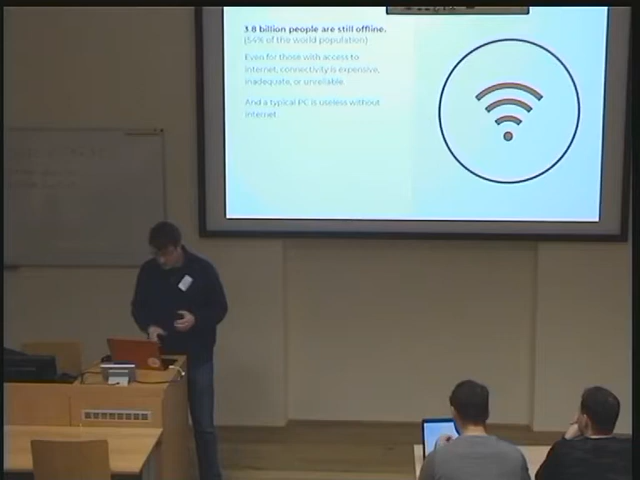 3.8 billion people are still offline.
(54% of the world population)
Even for those with access to
internet, connectivity is expensive,
inadequate, or unreliable.
And a typical PC is useless without
internet.